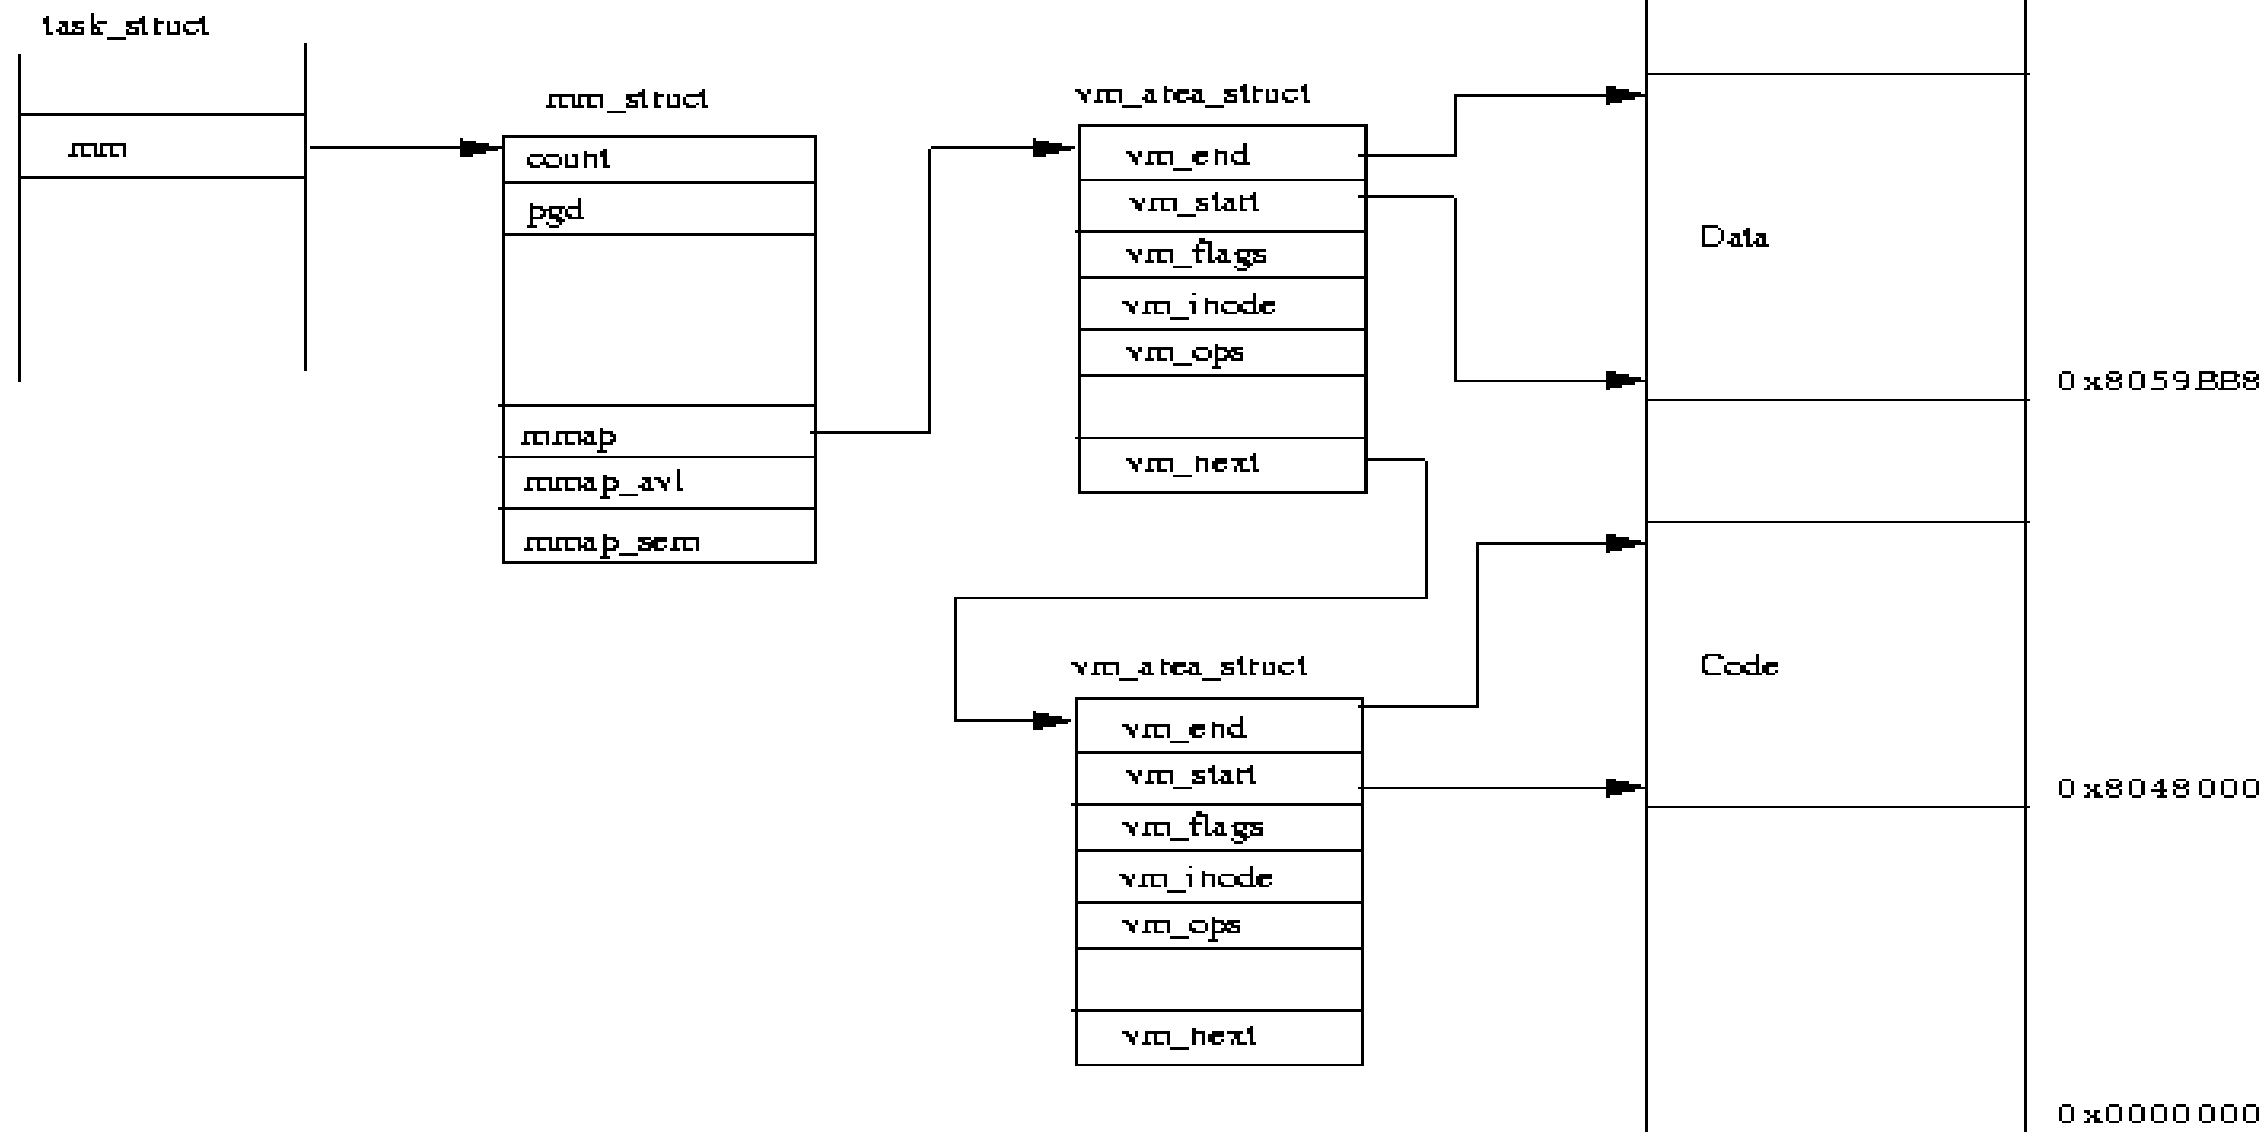 task_struct
mm
mm_struct
count
pgd
mmap
mmap_avl
mmap_sem
vm_area_struct
vm_end
vm_start
vm_flags
vm_inode
vm_ops
vm_next
vm_area_struct
vm_end
vm_start
vm_flags
vm_inode
vm_ops
vm_next
Data
0x8059BB8
Code
0x8048000
0x0000000